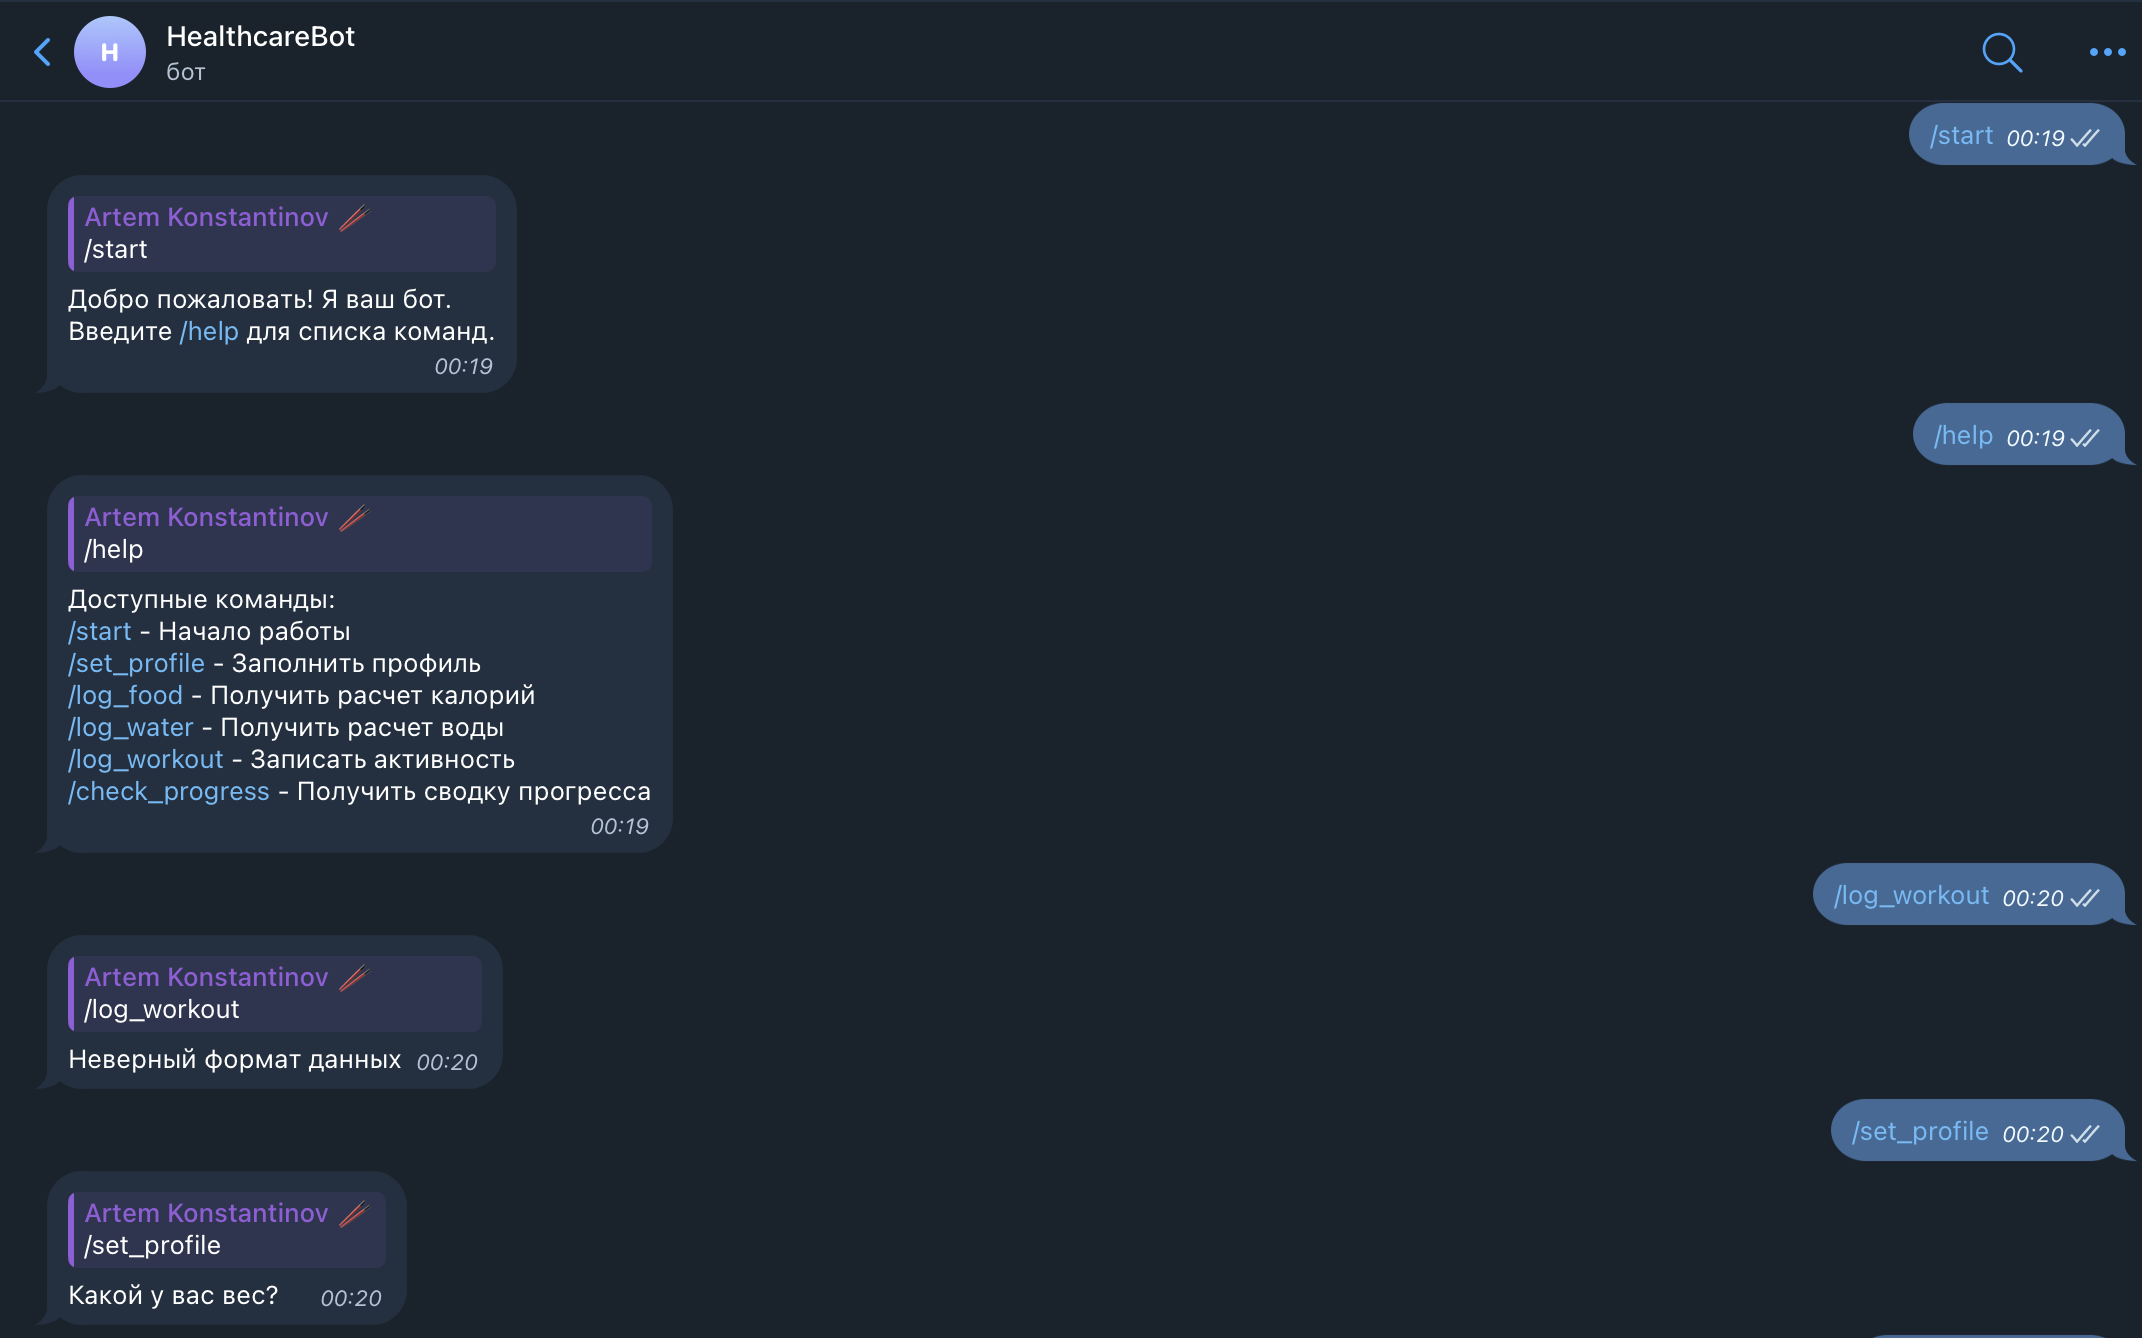 H
HealthcareBot
бот
/start 00:19
Artem Konstantinov 🥢
/start
Добро пожаловать! Я ваш бот.
Введите /help для списка команд.
00:19
/help 00:19
Artem Konstantinov 🥢
/help
Доступные команды:
/start - Начало работы
/set_profile - Заполнить профиль
/log_food - Получить расчет калорий
/log_water - Получить расчет воды
/log_workout - Записать активность
/check_progress - Получить сводку прогресса
00:19
/log_workout 00:20
Artem Konstantinov 🥢
/log_workout
Неверный формат данных 00:20
/set_profile 00:20
Artem Konstantinov 🥢
/set_profile
Какой у вас вес? 00:20